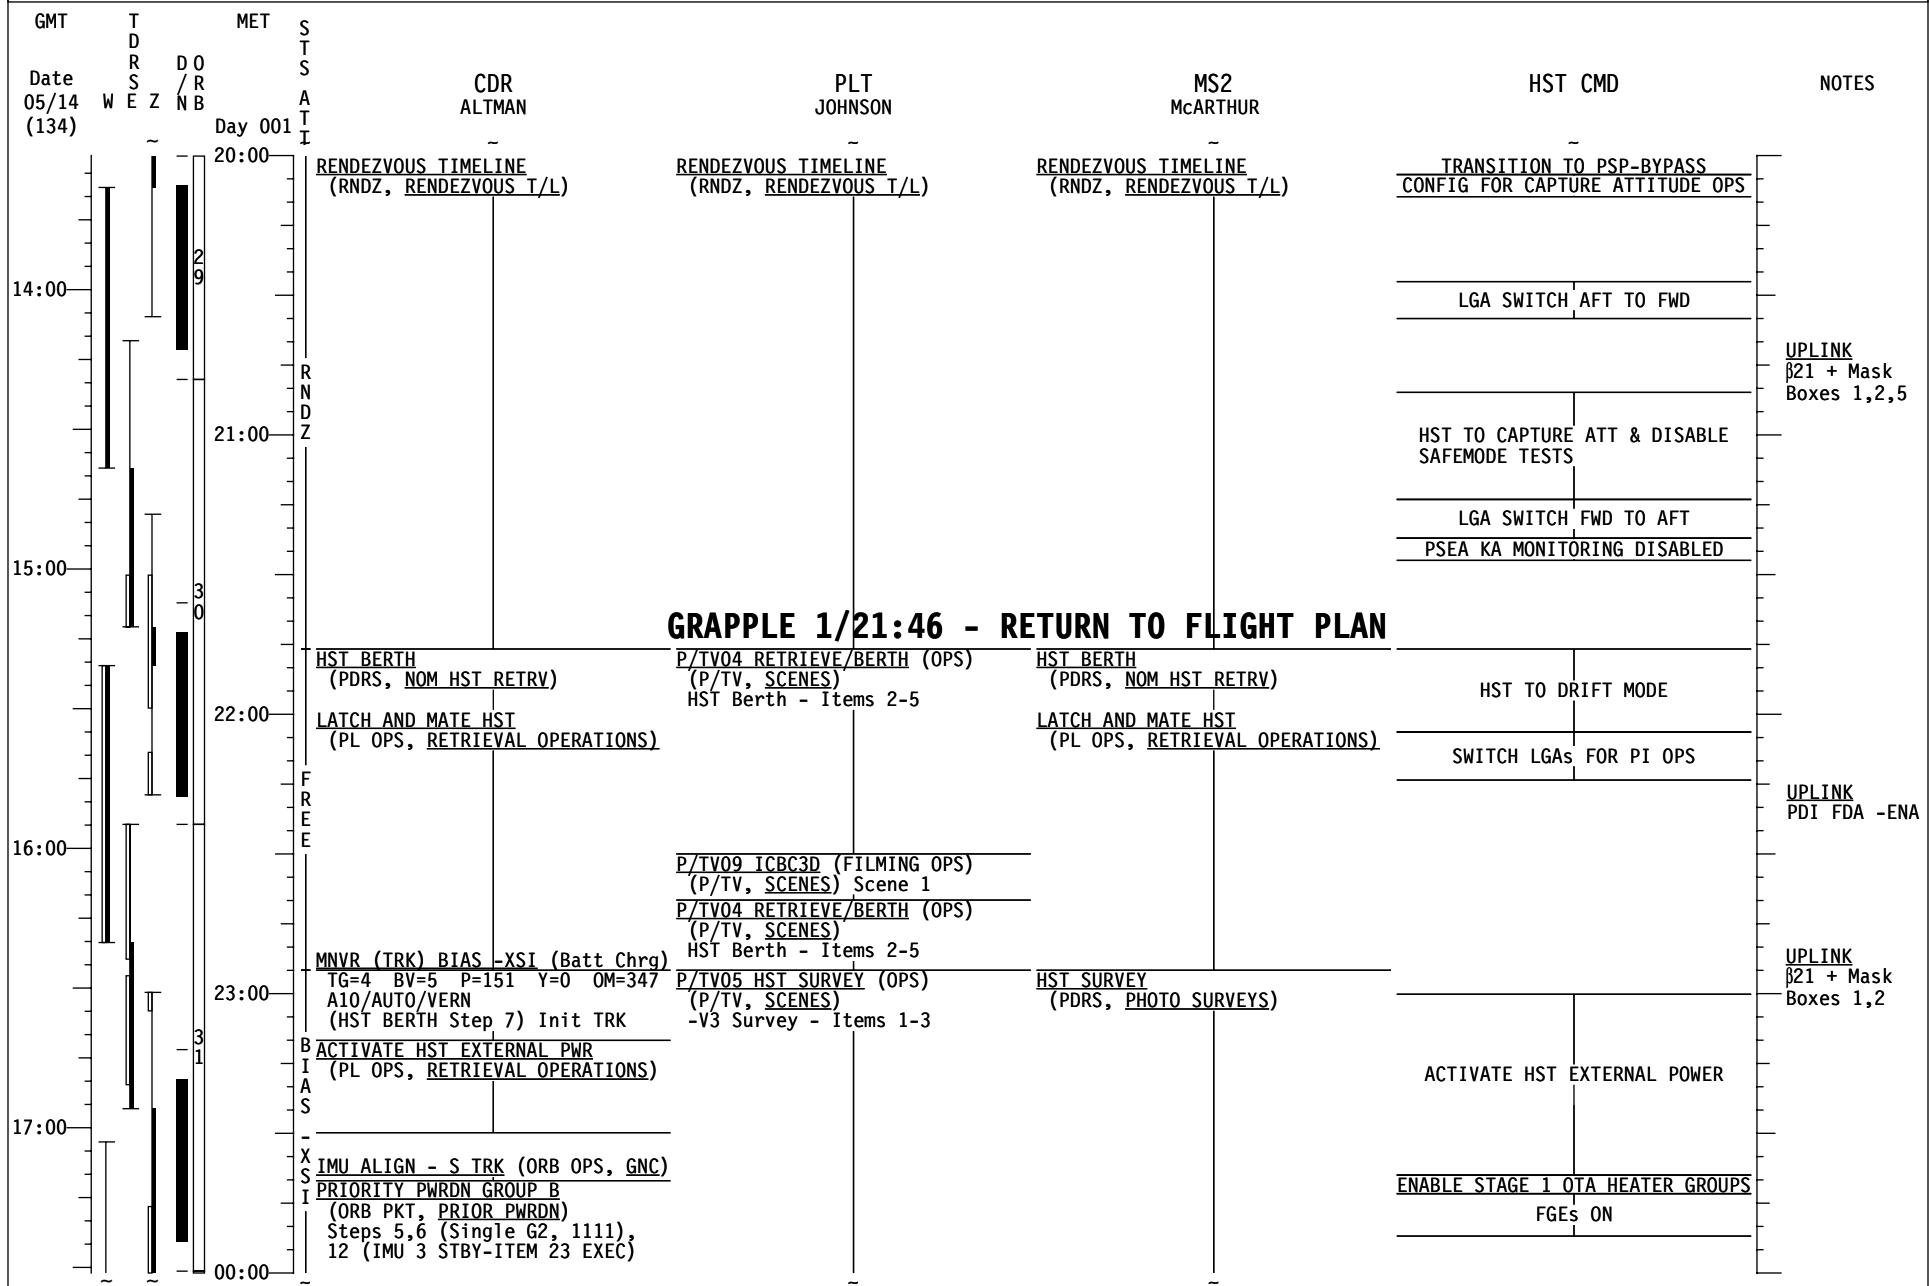 GMT
TDRS
MET
STS ATT
D/N
ORB
Date
05/14
(134)
W E Z
Day 001
CDR
ALTMAN
PLT
JOHNSON
MS2
McARTHUR
HST CMD
NOTES
~ ~ ~ ~ ~
14:00
15:00
16:00
17:00
~ ~
29
30
31
20:00
21:00
22:00
23:00
00:00
RNDZ
FREE
BIAS -XSI
~
RENDEZVOUS TIMELINE
(RNDZ, RENDEZVOUS T/L)
RENDEZVOUS TIMELINE
(RNDZ, RENDEZVOUS T/L)
RENDEZVOUS TIMELINE
(RNDZ, RENDEZVOUS T/L)
TRANSITION TO PSP-BYPASS
CONFIG FOR CAPTURE ATTITUDE OPS
LGA SWITCH AFT TO FWD
UPLINK
β21 + Mask
Boxes 1,2,5
HST TO CAPTURE ATT & DISABLE
SAFEMODE TESTS
LGA SWITCH FWD TO AFT
PSEA KA MONITORING DISABLED
GRAPPLE 1/21:46 - RETURN TO FLIGHT PLAN
HST BERTH
(PDRS, NOM HST RETRV)
LATCH AND MATE HST
(PL OPS, RETRIEVAL OPERATIONS)
MNVR (TRK) BIAS -XSI (Batt Chrg)
TG=4 BV=5 P=151 Y=0 OM=347
A10/AUTO/VERN
(HST BERTH Step 7) Init TRK
ACTIVATE HST EXTERNAL PWR
(PL OPS, RETRIEVAL OPERATIONS)
IMU ALIGN - S TRK (ORB OPS, GNC)
PRIORITY PWRDN GROUP B
(ORB PKT, PRIOR PWRDN)
Steps 5,6 (Single G2, 1111),
12 (IMU 3 STBY-ITEM 23 EXEC)
P/TV04 RETRIEVE/BERTH (OPS)
(P/TV, SCENES)
HST Berth - Items 2-5
P/TV09 ICBC3D (FILMING OPS)
(P/TV, SCENES) Scene 1
P/TV04 RETRIEVE/BERTH (OPS)
(P/TV, SCENES)
HST Berth - Items 2-5
P/TV05 HST SURVEY (OPS)
(P/TV, SCENES)
-V3 Survey - Items 1-3
~
HST BERTH
(PDRS, NOM HST RETRV)
LATCH AND MATE HST
(PL OPS, RETRIEVAL OPERATIONS)
HST SURVEY
(PDRS, PHOTO SURVEYS)
~
HST TO DRIFT MODE
SWITCH LGAs FOR PI OPS
ACTIVATE HST EXTERNAL POWER
ENABLE STAGE 1 OTA HEATER GROUPS
FGEs ON
UPLINK
PDI FDA -ENA
UPLINK
β21 + Mask
Boxes 1,2